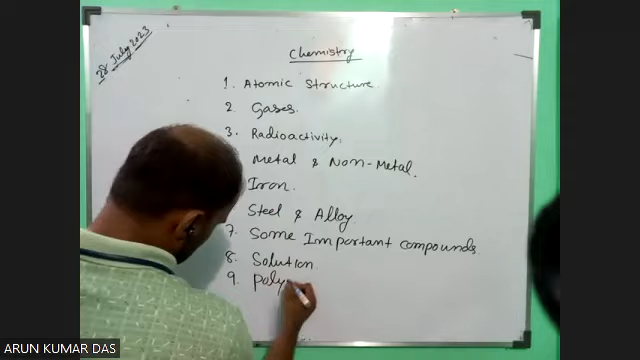 28 July 2023
Chemistry
1. Atomic Structure.
2. Gases.
3. Radioactivity.
Metal & Non-Metal.
Iron.
Steel & Alloy.
7. Some Important compounds.
8. Solution.
9. Poly
ARUN KUMAR DAS